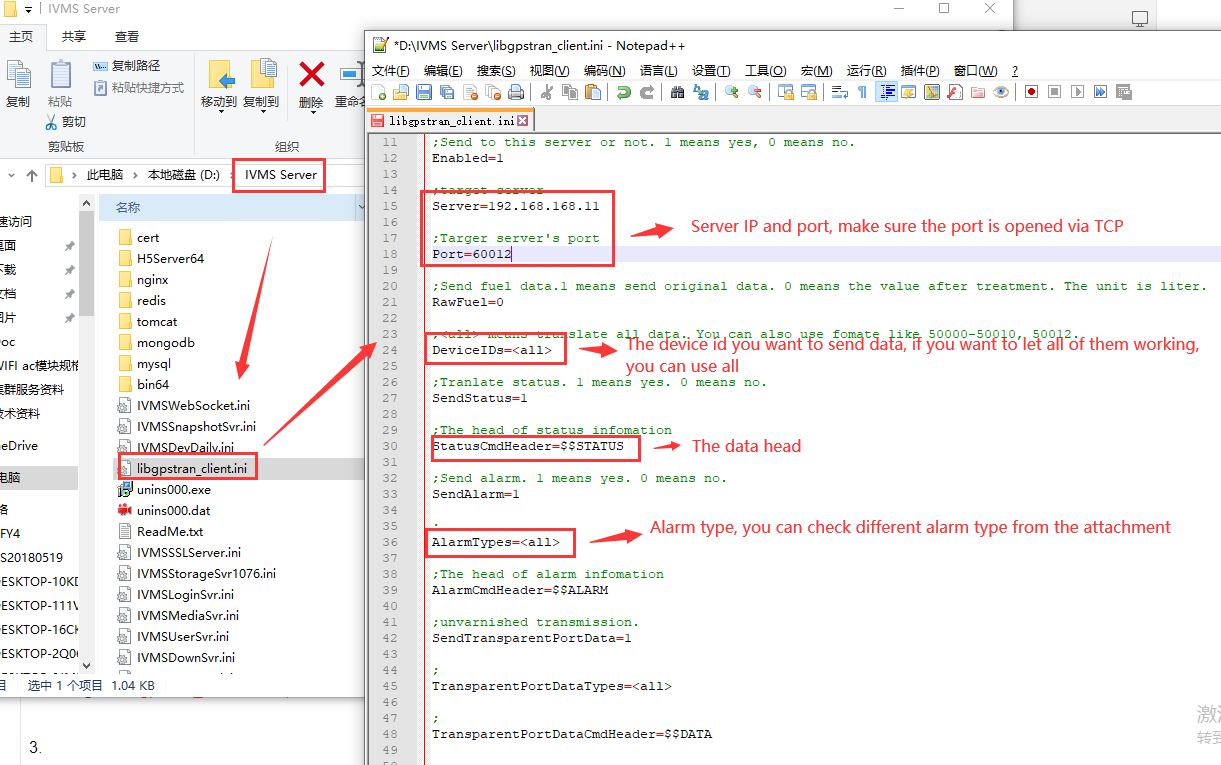 IVMS Server
主页 共享 查看
复制 粘贴 复制路径 粘贴快捷方式 剪切
移动到 复制到 删除 重命名
剪贴板 组织
此电脑 本地磁盘 (D:) IVMS Server
名称
速访问
桌面
下载
文档
图片
WIFI ac模块规格
集群服务资料
技术资料
OneDrive
电脑
FY4
S20180519
DESKTOP-10KD
DESKTOP-111V
DESKTOP-16CK
DESKTOP-2Q06
cert
H5Server64
nginx
redis
tomcat
mongodb
mysql
bin64
IVMSWebSocket.ini
IVMSSnapshotSvr.ini
IVMSDevDaily.ini
libgpstran_client.ini
unins000.exe
unins000.dat
ReadMe.txt
IVMSSSLServer.ini
IVMSStorageSvr1076.ini
IVMSLoginSvr.ini
IVMSMediaSvr.ini
IVMSUserSvr.ini
IVMSDownSvr.ini
选中 1 个项目 1.04 KB
3.
*D:\IVMS Server\libgpstran_client.ini - Notepad++
文件(F) 编辑(E) 搜索(S) 视图(V) 编码(N) 语言(L) 设置(T) 工具(O) 宏(M) 运行(R) 插件(P) 窗口(W) ?
libgpstran_client.ini
11 ;Send to this server or not. 1 means yes, 0 means no.
12 Enabled=1
13
14 ;target server
15 Server=192.168.168.11
16
17 ;Targer server's port
18 Port=60012
19
20 ;Send fuel data.1 means send original data. 0 means the value after treatment. The unit is liter.
21 RawFuel=0
22
23 ;<all> means translate all data. You can also use fomate like 50000-50010, 50012.
24 DeviceIDs=<all>
25
26 ;Tranlate status. 1 means yes. 0 means no.
27 SendStatus=1
28
29 ;The head of status infomation
30 StatusCmdHeader=$$STATUS
31
32 ;Send alarm. 1 means yes. 0 means no.
33 SendAlarm=1
34
35
36 AlarmTypes=<all>
37
38 ;The head of alarm infomation
39 AlarmCmdHeader=$$ALARM
40
41 ;unvarnished transmission.
42 SendTransparentPortData=1
43
44 ;
45 TransparentPortDataTypes=<all>
46
47 ;
48 TransparentPortDataCmdHeader=$$DATA
49
Server IP and port, make sure the port is opened via TCP
The device id you want to send data, if you want to let all of them working,
you can use all
The data head
Alarm type, you can check different alarm type from the attachment